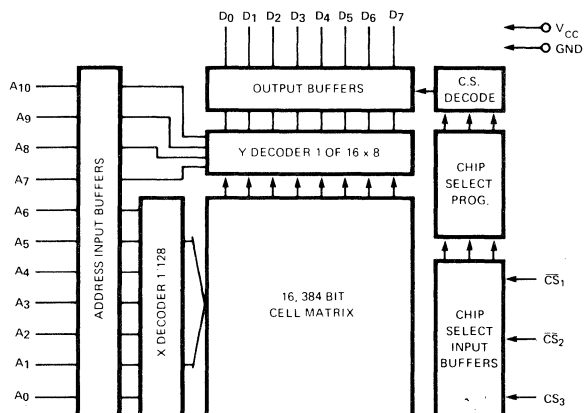 D0 D1 D2 D3 D4 D5 D6 D7
VCC
GND
OUTPUT BUFFERS
C.S.
DECODE
Y DECODER 1 OF 16 x 8
CHIP
SELECT
PROG.
A10
A9
A8
A7
A6
A5
A4
A3
A2
A1
A0
ADDRESS INPUT BUFFERS
X DECODER 1 128
16, 384 BIT
CELL MATRIX
CHIP
SELECT
INPUT
BUFFERS
C̅S̅1
C̅S̅2
CS3